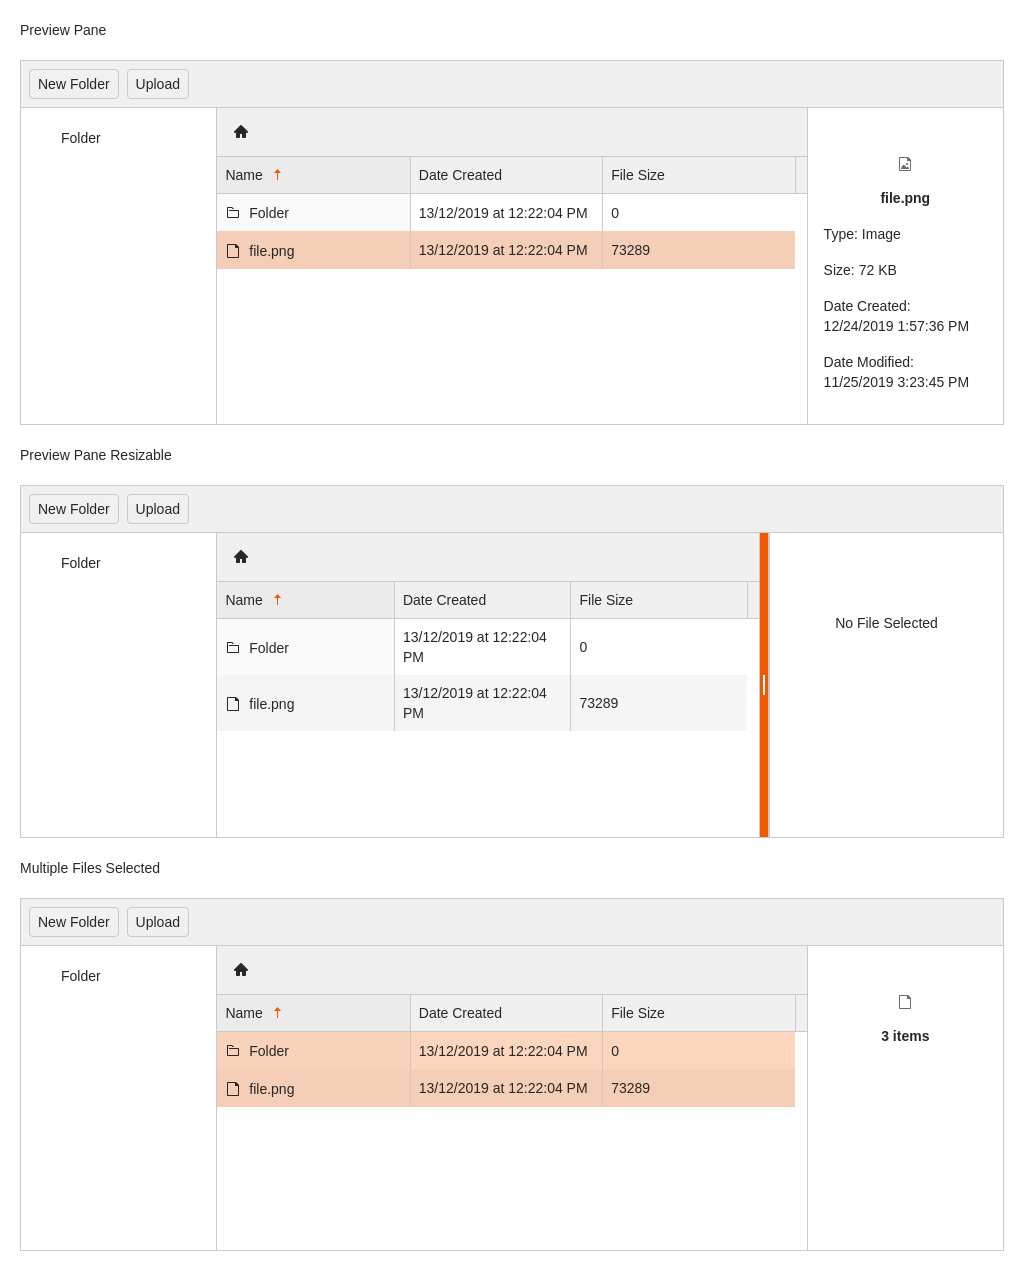 Preview Pane
New Folder Upload
Folder
Name Date Created File Size
Folder 13/12/2019 at 12:22:04 PM 0
file.png 13/12/2019 at 12:22:04 PM 73289
file.png
Type: Image
Size: 72 KB
Date Created:
12/24/2019 1:57:36 PM
Date Modified:
11/25/2019 3:23:45 PM
Preview Pane Resizable
New Folder Upload
Folder
Name Date Created File Size
Folder 13/12/2019 at 12:22:04 0
PM
file.png 13/12/2019 at 12:22:04 73289
PM
No File Selected
Multiple Files Selected
New Folder Upload
Folder
Name Date Created File Size
Folder 13/12/2019 at 12:22:04 PM 0
file.png 13/12/2019 at 12:22:04 PM 73289
3 items